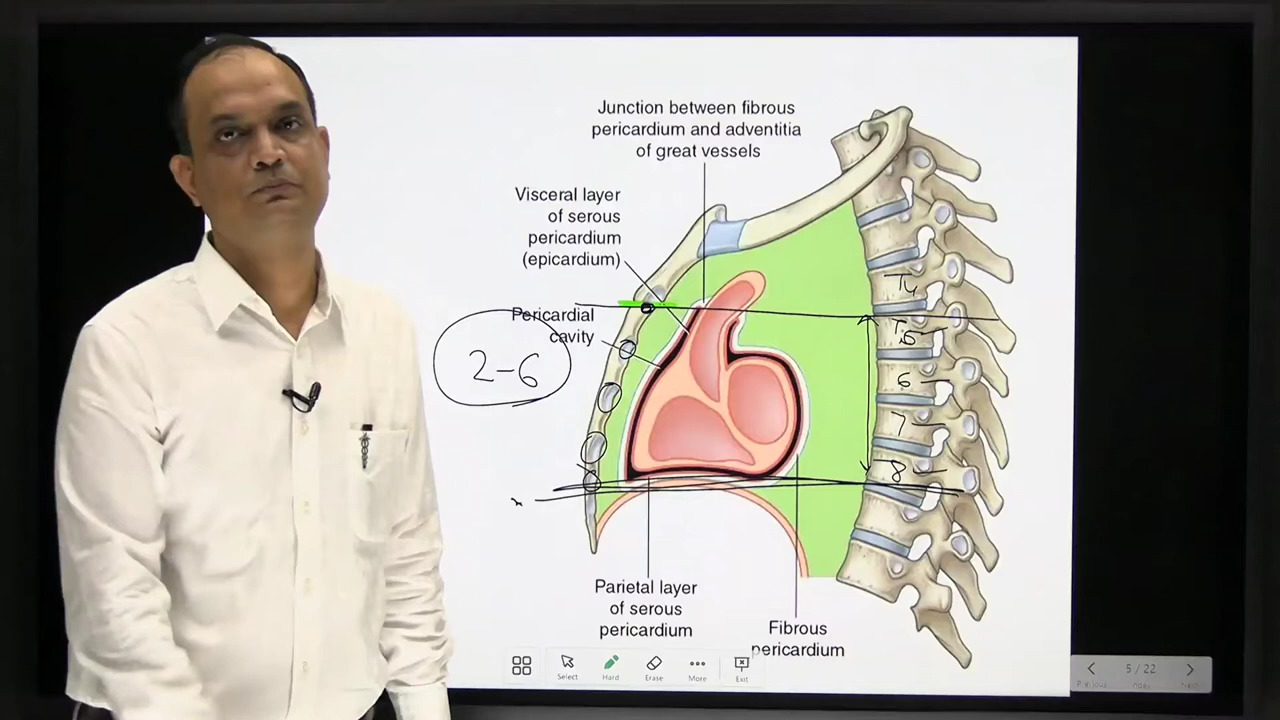 Junction between fibrous
pericardium and adventitia
of great vessels
Visceral layer
of serous
pericardium
(epicardium)
Pericardial
cavity
2-6
T4
T5
6
7
8
Parietal layer
of serous
pericardium
Fibrous
pericardium
Select
Hard
Erase
More
Exit
5 / 22
Previous
Next